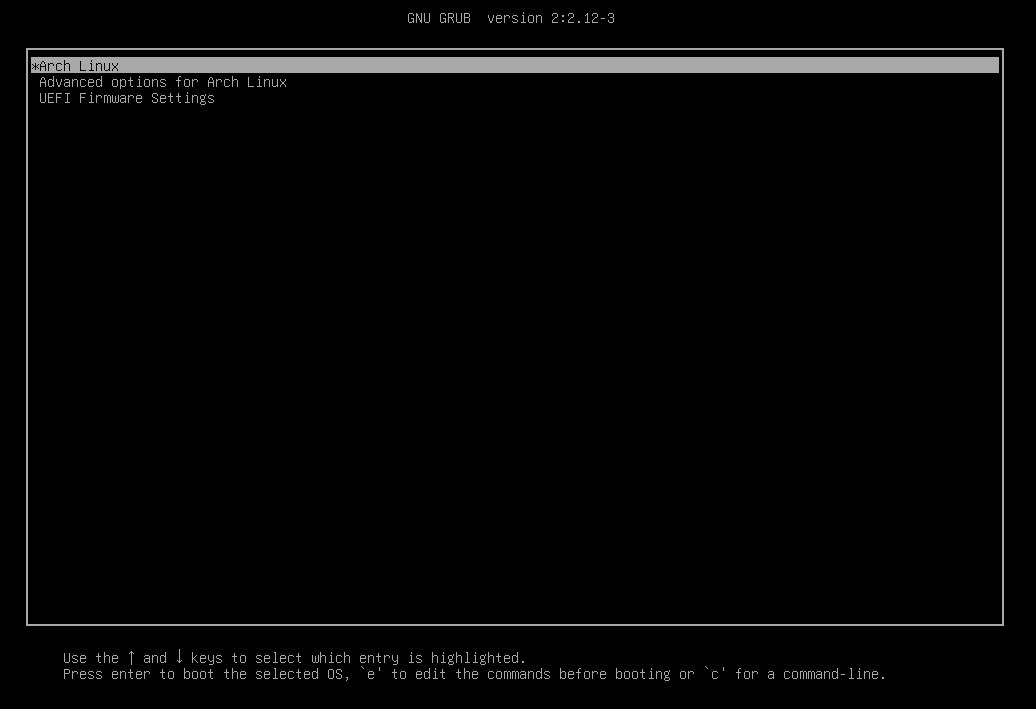 GNU GRUB  version 2:2.12-3
*Arch Linux
Advanced options for Arch Linux
UEFI Firmware Settings
Use the ↑ and ↓ keys to select which entry is highlighted.
Press enter to boot the selected OS, `e' to edit the commands before booting or `c' for a command-line.